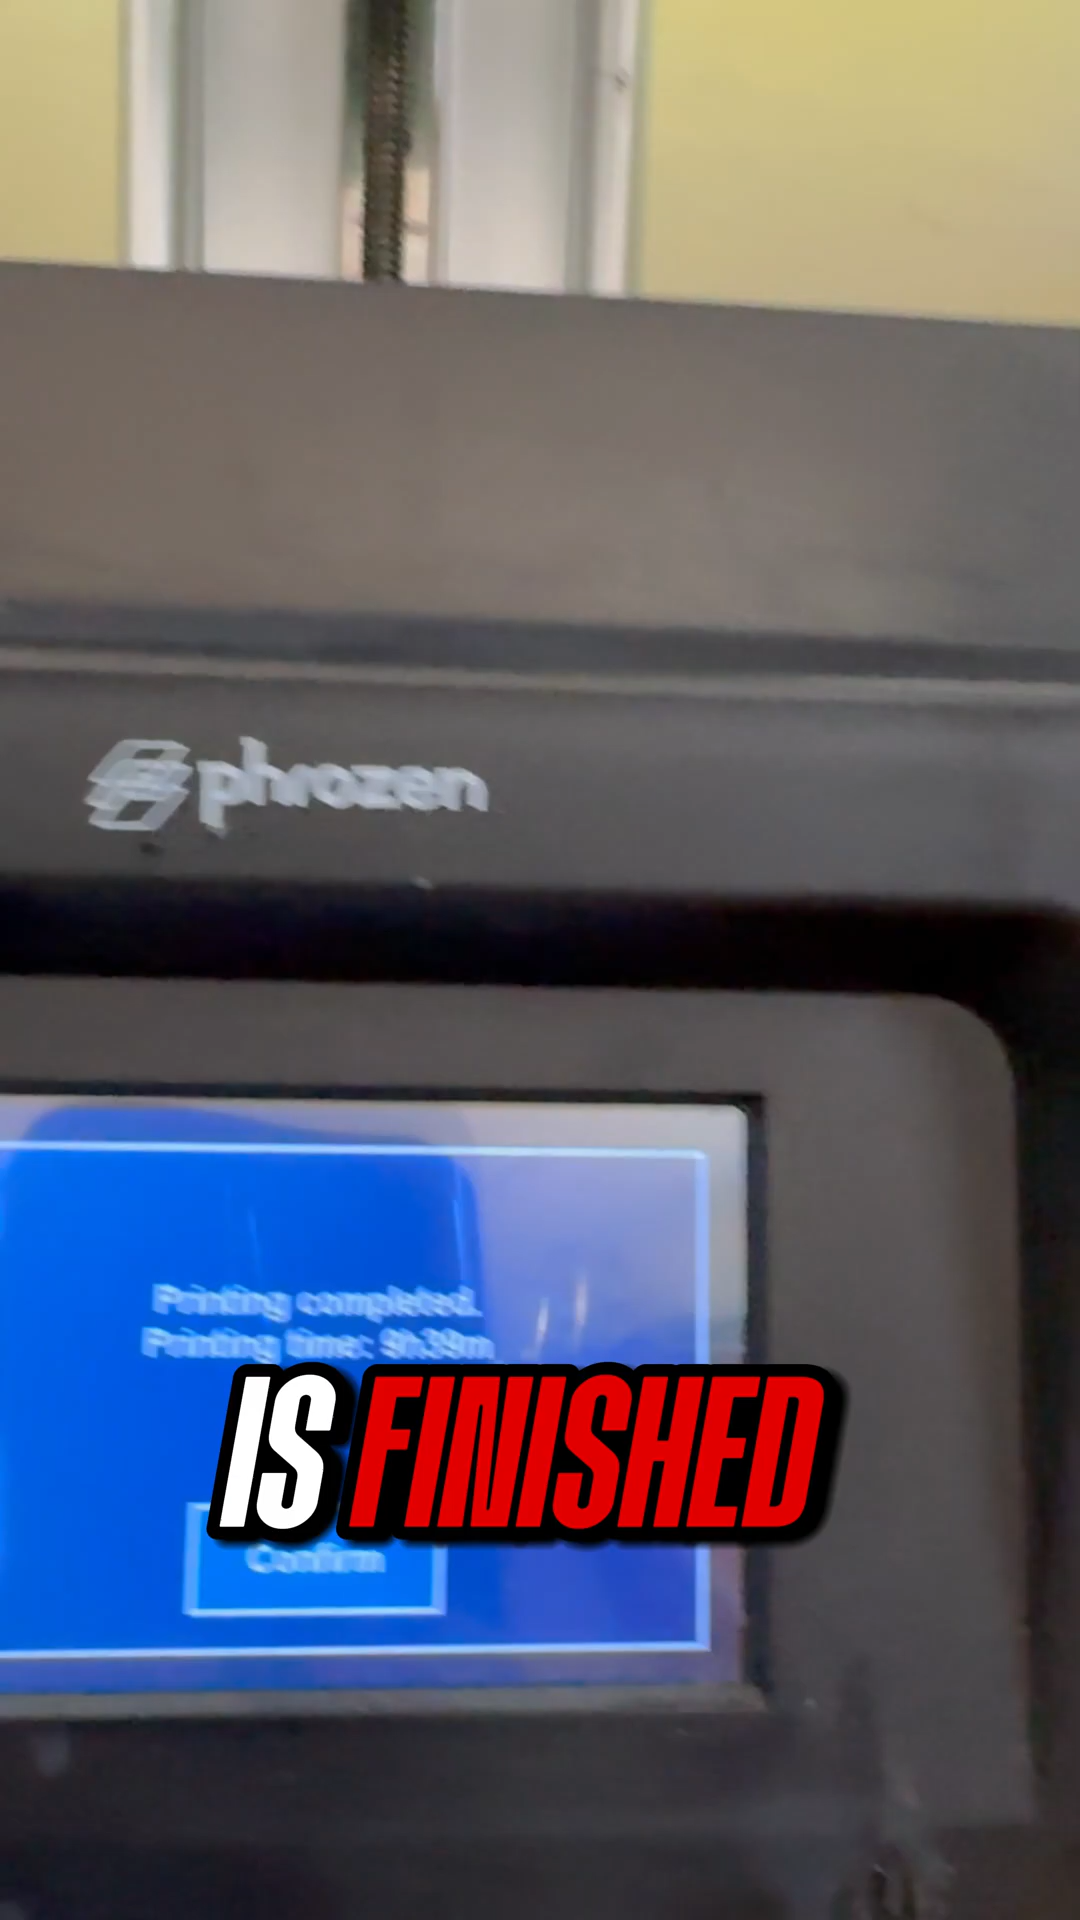 phrozen
Printing completed.
Printing time: 9h39m
IS FINISHED
Confirm